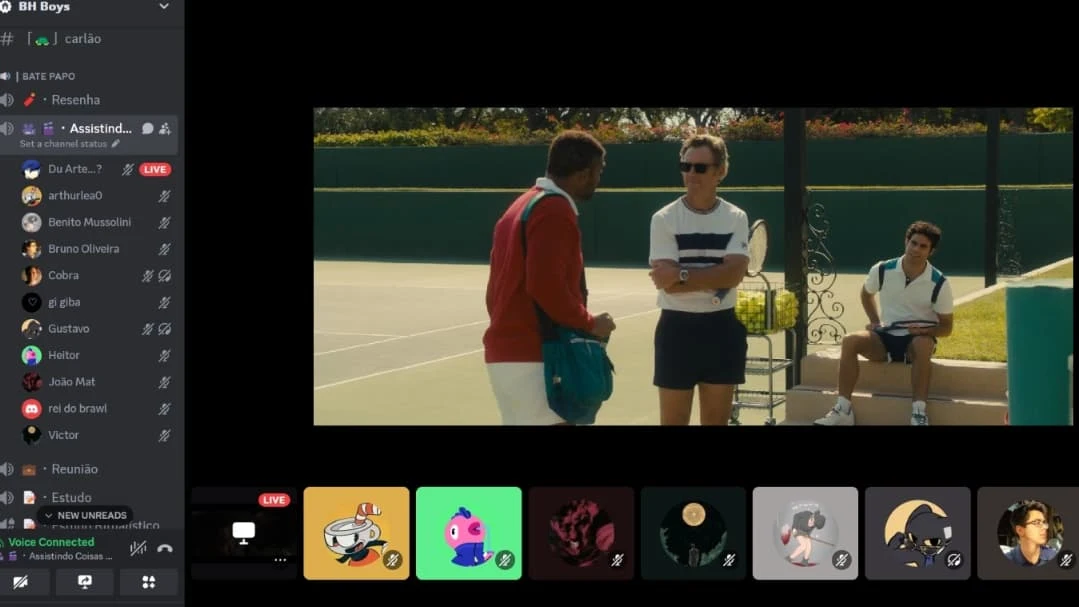 BH Boys
# 「 」 carlão
| BATE PAPO
· Resenha
· Assistind...
Set a channel status
Du Arte...?
LIVE
arthurlea0
Benito Mussolini
Bruno Oliveira
Cobra
gi giba
Gustavo
Heitor
João Mat
rei do brawl
Victor
· Reunião
· Estudo
NEW UNREADS
Voice Connected
· Assistindo Coisas ...
LIVE